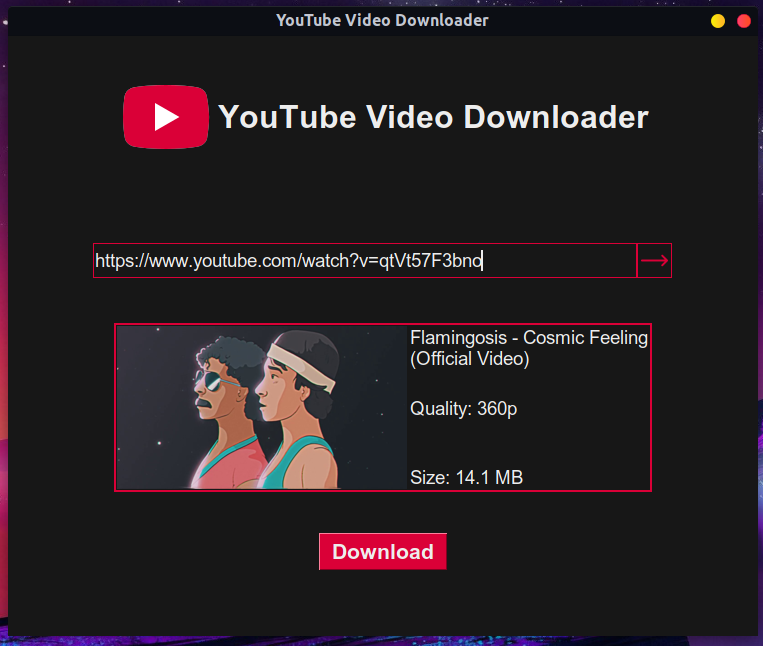 YouTube Video Downloader
YouTube Video Downloader
https://www.youtube.com/watch?v=qtVt57F3bnq
Flamingosis - Cosmic Feeling
(Official Video)
Quality: 360p
Size: 14.1 MB
Download